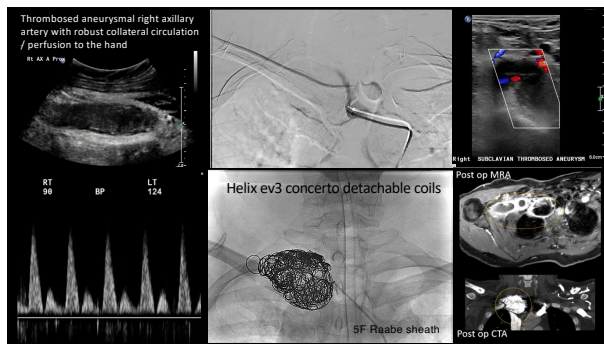 Thrombosed aneurysmal right axillary
artery with robust collateral circulation
/ perfusion to the hand
Rt AX A Prox
RT
90
BP
LT
124
Right SUBCLAVIAN THROMBOSED ANEURYSM 6.0cm
Helix ev3 concerto detachable coils
5F Raabe sheath
Post op MRA
Post op CTA